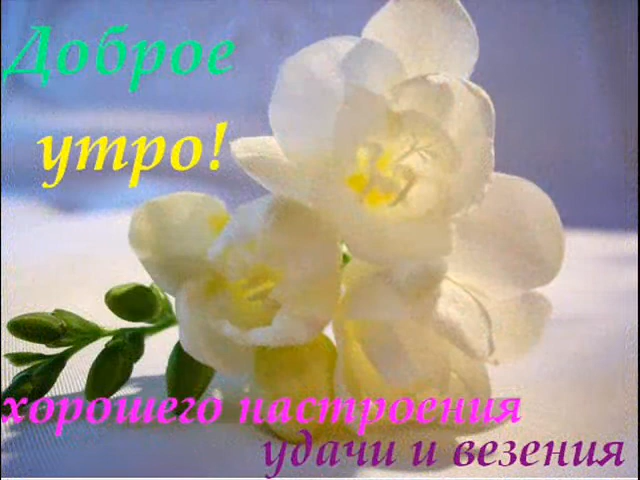 Доброе
утро!
хорошего настроения
удачи и везения